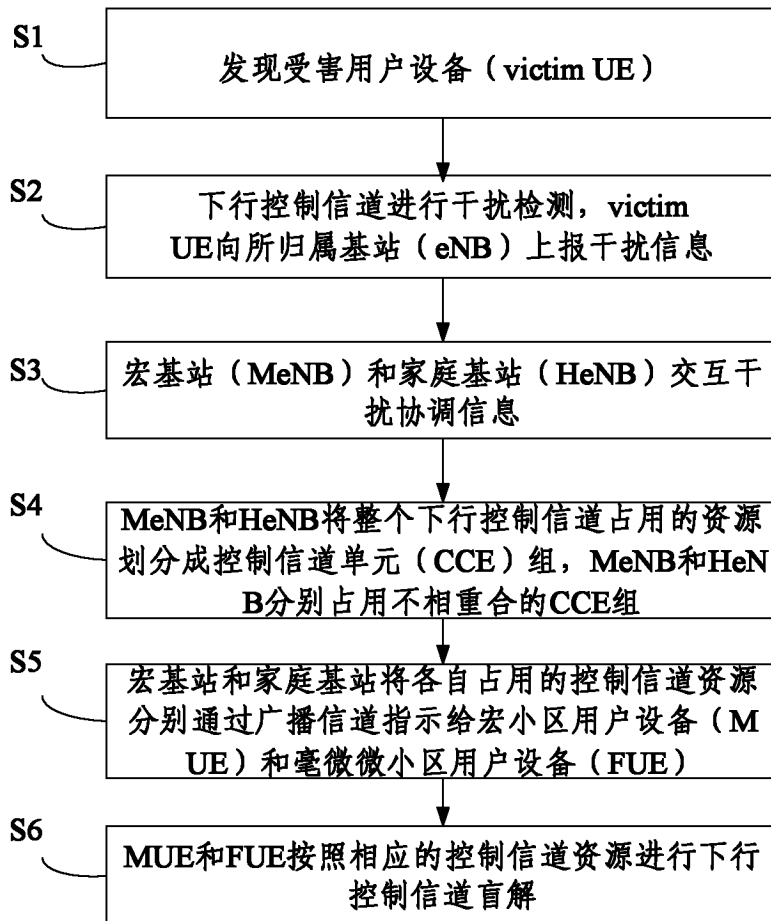 S1
发现受害用户设备（victim UE）
S2
下行控制信道进行干扰检测，victim
UE向所归属基站（eNB）上报干扰信息
S3
宏基站（MeNB）和家庭基站（HeNB）交互干
扰协调信息
S4
MeNB和HeNB将整个下行控制信道占用的资源
划分成控制信道单元（CCE）组，MeNB和HeN
B分别占用不相重合的CCE组
S5
宏基站和家庭基站将各自占用的控制信道资源
分别通过广播信道指示给宏小区用户设备（M
UE）和毫微微小区用户设备（FUE）
S6
MUE和FUE按照相应的控制信道资源进行下行
控制信道盲解